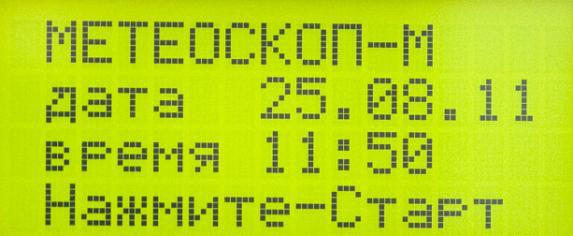 МЕТЕОСКОП-М
дата 25.08.11
время 11:50
Нажмите-Старт